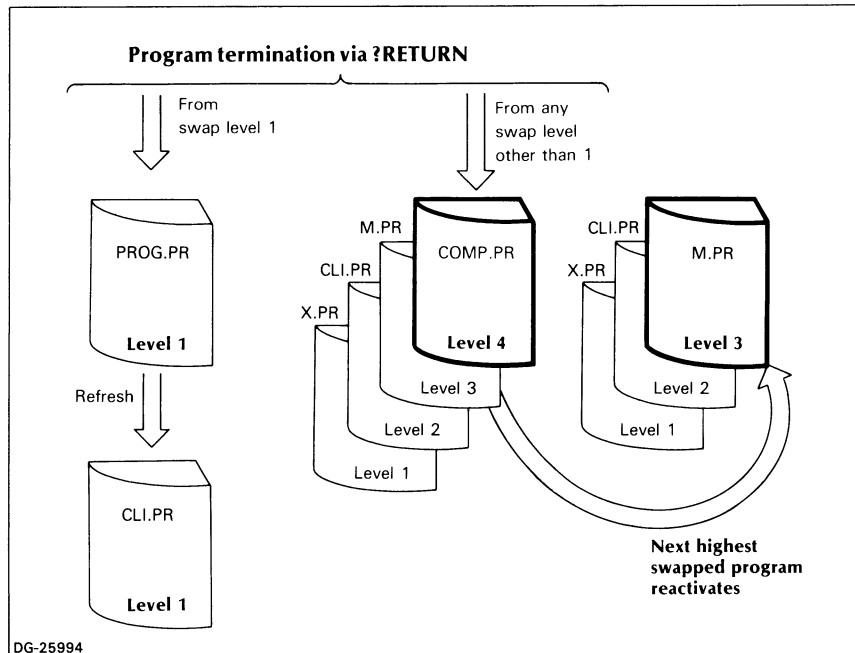 Program termination via ?RETURN
From
swap level 1
From any
swap level
other than 1
PROG.PR
Level 1
Refresh
CLI.PR
Level 1
M.PR
CLI.PR
X.PR
COMP.PR
Level 4
Level 3
Level 2
Level 1
CLI.PR
X.PR
M.PR
Level 3
Level 2
Level 1
Next highest
swapped program
reactivates
DG-25994